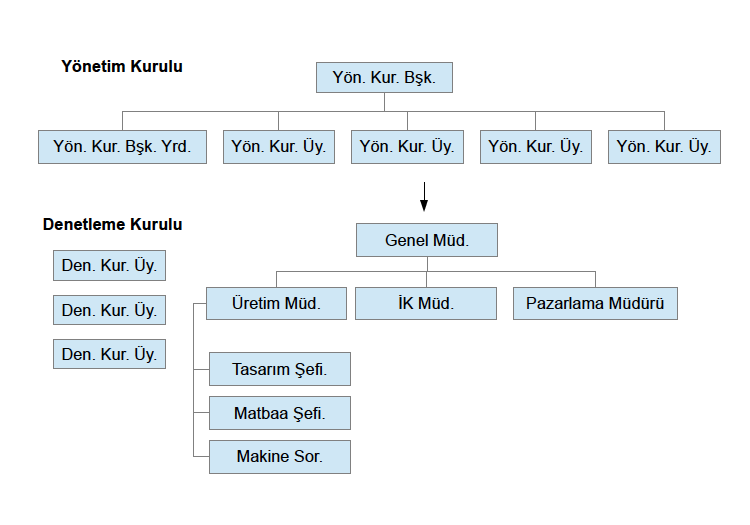 Yönetim Kurulu
Yön. Kur. Bşk.
Yön. Kur. Bşk. Yrd.
Yön. Kur. Üy.
Yön. Kur. Üy.
Yön. Kur. Üy.
Yön. Kur. Üy.
Denetleme Kurulu
Den. Kur. Üy.
Den. Kur. Üy.
Den. Kur. Üy.
Genel Müd.
Üretim Müd.
İK Müd.
Pazarlama Müdürü
Tasarım Şefi.
Matbaa Şefi.
Makine Sor.